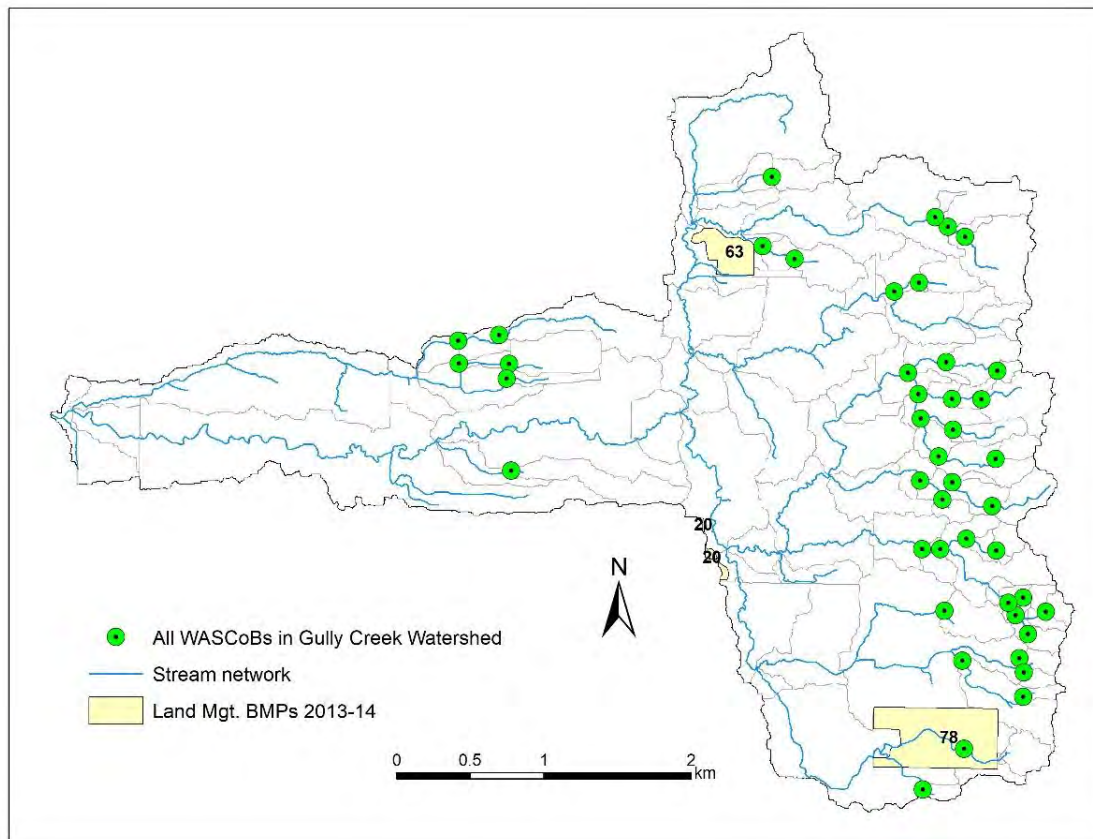 63
20
20
N
All WASCoBs in Gully Creek Watershed
Stream network
Land Mgt. BMPs 2013-14
78
0 0.5 1 2
km